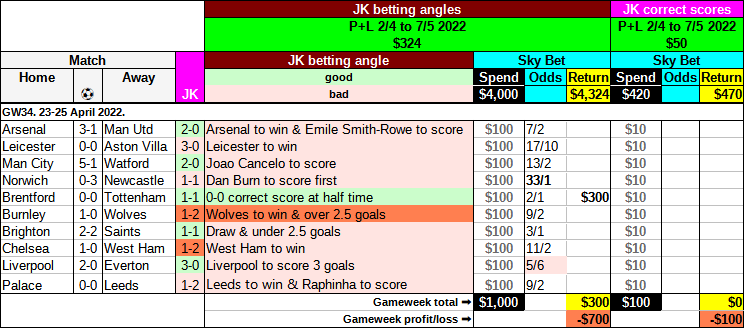 JK betting angles JK correct scores
P+L 2/4 to 7/5 2022 P+L 2/4 to 7/5 2022
$324 $50
Match JK betting angle Sky Bet Sky Bet
Home Away JK good Spend Odds Return Spend Odds Return
bad $4,000 $4,324 $420 $470
GW34. 23-25 April 2022.
Arsenal 3-1 Man Utd 2-0 Arsenal to win & Emile Smith-Rowe to score $100 7/2 $10
Leicester 0-0 Aston Villa 3-0 Leicester to win $100 17/10 $10
Man City 5-1 Watford 2-0 Joao Cancelo to score $100 13/2 $10
Norwich 0-3 Newcastle 1-1 Dan Burn to score first $100 33/1 $10
Brentford 0-0 Tottenham 1-1 0-0 correct score at half time $100 2/1 $300 $10
Burnley 1-0 Wolves 1-2 Wolves to win & over 2.5 goals $100 9/2 $10
Brighton 2-2 Saints 1-1 Draw & under 2.5 goals $100 3/1 $10
Chelsea 1-0 West Ham 1-2 West Ham to win $100 11/2 $10
Liverpool 2-0 Everton 3-0 Liverpool to score 3 goals $100 5/6 $10
Palace 0-0 Leeds 1-2 Leeds to win & Raphinha to score $100 9/2 $10
Gameweek total ➡ $1,000 $300 $100 $0
Gameweek profit/loss ➡ -$700 -$100